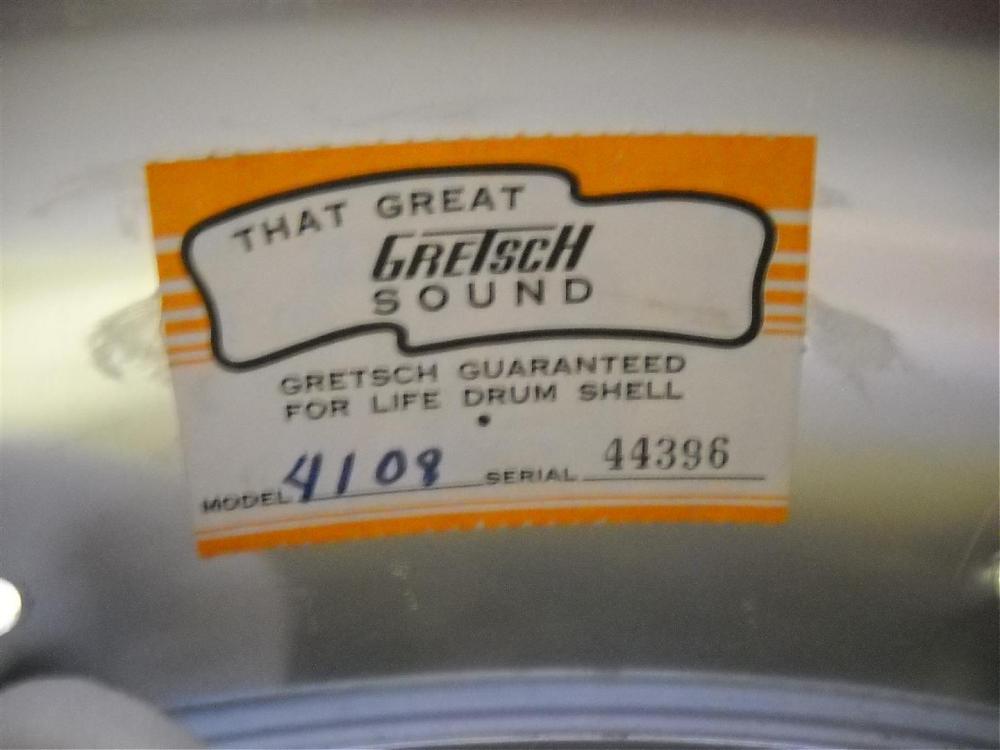 THAT GREAT
GRETSCH
SOUND
GRETSCH GUARANTEED
FOR LIFE DRUM SHELL
MODEL 4108 SERIAL 44396